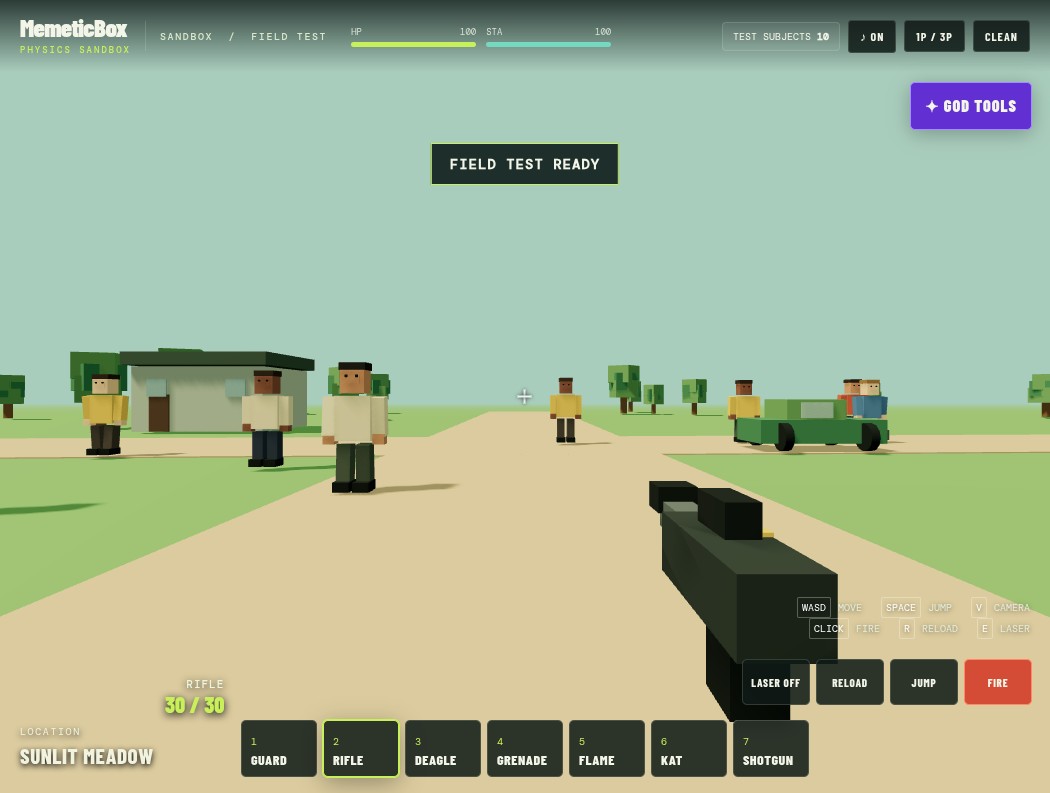 MemeticBox
PHYSICS SANDBOX
SANDBOX / FIELD TEST
HP 100
STA 100
TEST SUBJECTS 10
♪ ON
1P / 3P
CLEAN
✦ GOD TOOLS
FIELD TEST READY
WASD MOVE SPACE JUMP V CAMERA
CLICK FIRE R RELOAD E LASER
LASER OFF
RELOAD
JUMP
FIRE
RIFLE
30 / 30
LOCATION
SUNLIT MEADOW
1 GUARD
2 RIFLE
3 DEAGLE
4 GRENADE
5 FLAME
6 KAT
7 SHOTGUN